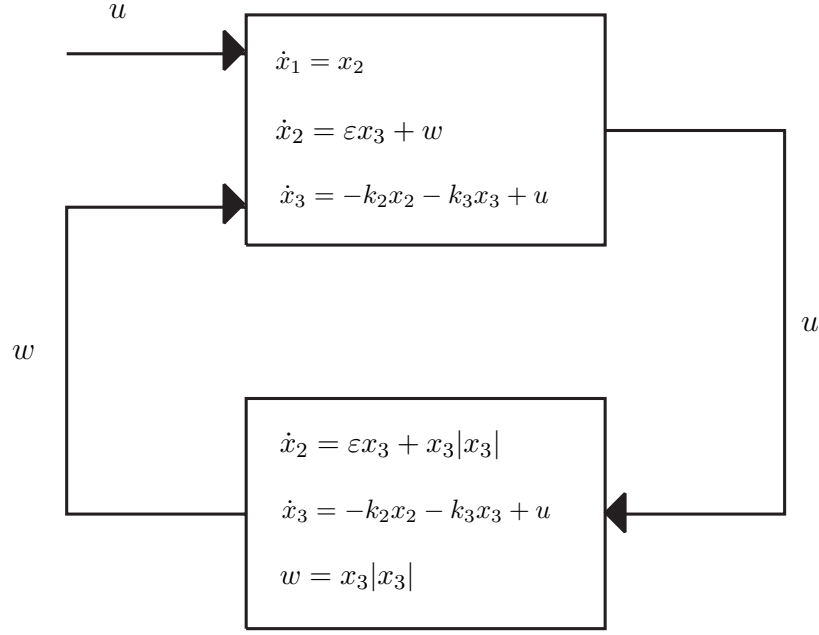 u
ẋ₁ = x₂
ẋ₂ = εx₃ + w
ẋ₃ = −k₂x₂ − k₃x₃ + u
w
u
ẋ₂ = εx₃ + x₃|x₃|
ẋ₃ = −k₂x₂ − k₃x₃ + u
w = x₃|x₃|